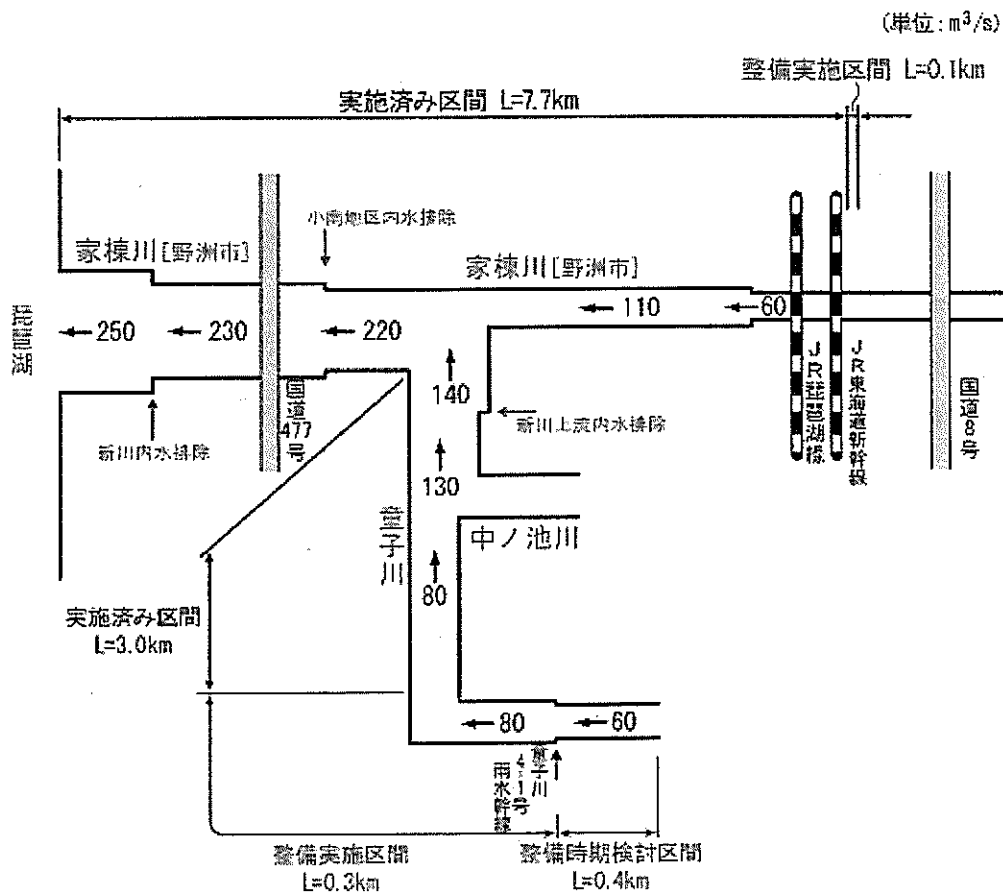 (単位:m³/s)
整備実施区間 L=0.1km
実施済み区間 L=7.7km
小南地区内水排除
家棟川[野洲市]
家棟川[野洲市]
琵琶湖
250
230
220
110
60
国道477号
新川内水排除
140
新川上流内水排除
JR琵琶湖線
JR東海道新幹線
国道8号
130
童子川
中ノ池川
80
実施済み区間
L=3.0km
80
60
童子川
4-1号
雨水幹線
整備実施区間
L=0.3km
整備時期検討区間
L=0.4km